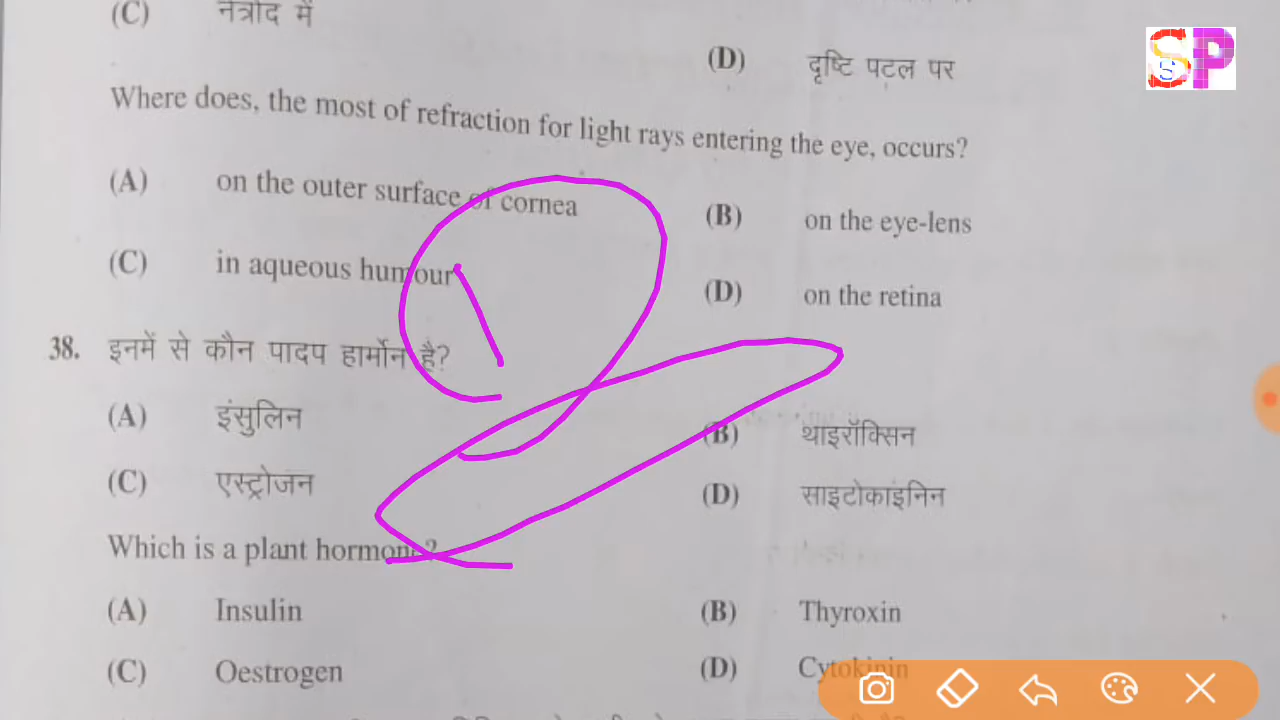 (C) नेत्रोद में
(D) दृष्टि पटल पर
SP
S
Where does, the most of refraction for light rays entering the eye, occurs?
(A) on the outer surface of cornea
(B) on the eye-lens
(C) in aqueous humour
(D) on the retina
38. इनमें से कौन पादप हार्मोन है?
(A) इंसुलिन
(B) थाइरॉक्सिन
(C) एस्ट्रोजन
(D) साइटोकाइनिन
Which is a plant hormone?
(A) Insulin
(B) Thyroxin
(C) Oestrogen
(D) Cytokinin